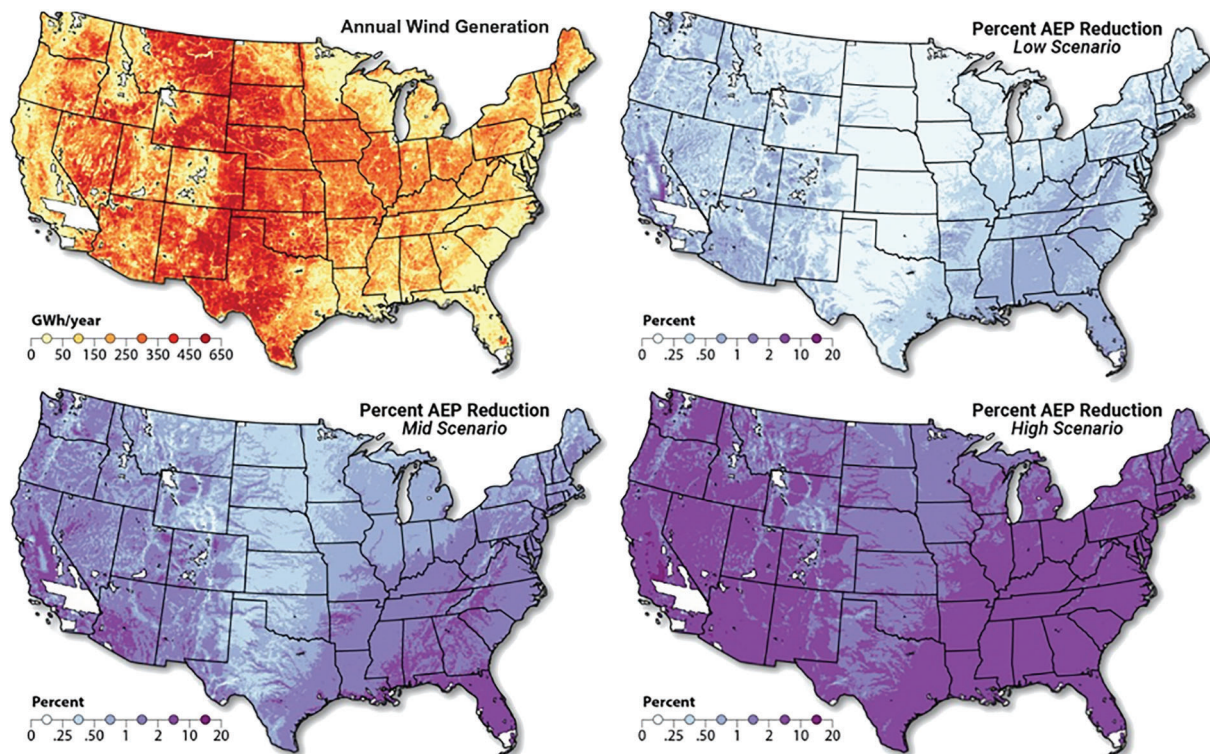 Annual Wind Generation
GWh/year
0 50 150 250 350 450 650
Percent AEP Reduction
Low Scenario
Percent
0 .25 .50 1 2 10 20
Percent AEP Reduction
Mid Scenario
Percent
0 .25 .50 1 2 10 20
Percent AEP Reduction
High Scenario
Percent
0 .25 .50 1 2 10 20